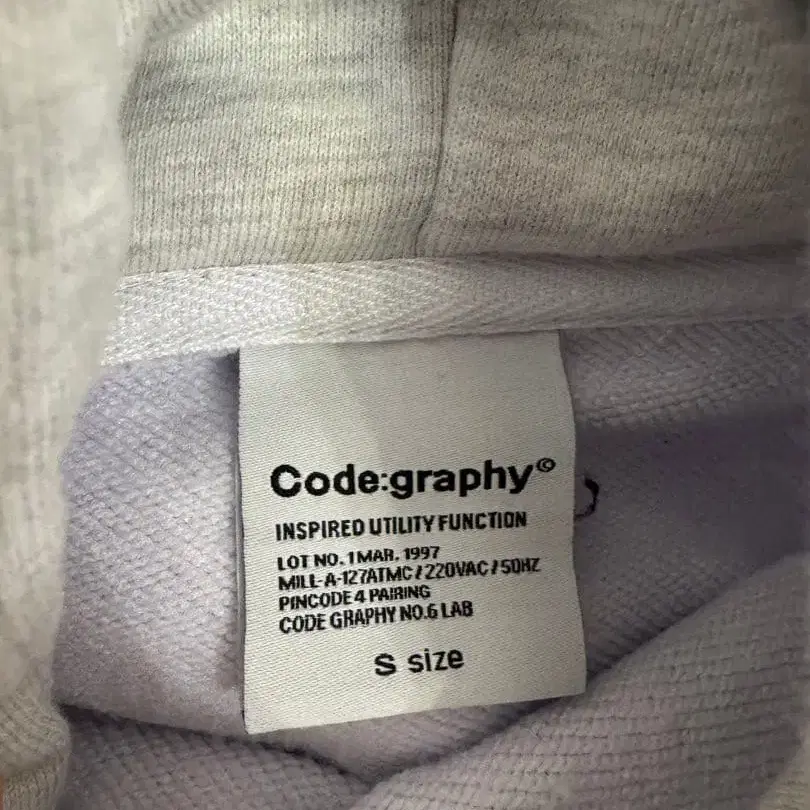 Code:graphy©
INSPIRED UTILITY FUNCTION
LOT NO. 1 MAR. 1997
MILL-A-127ATMC / 220VAC / 50HZ
PINCODE 4 PAIRING
CODE GRAPHY NO.6 LAB
S size